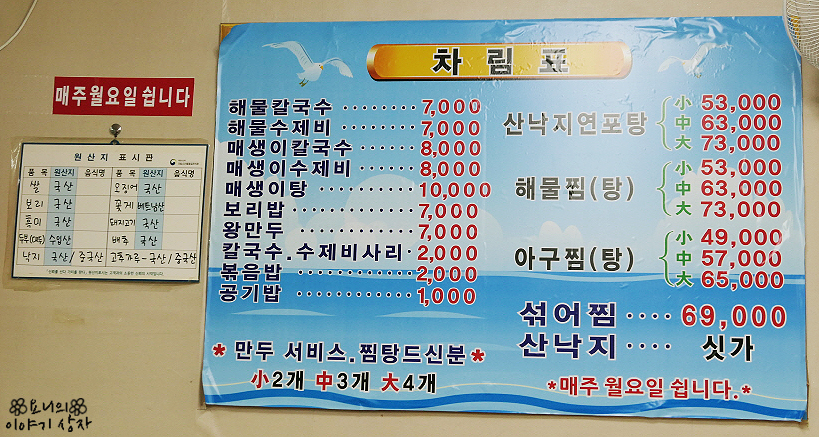 매주월요일 쉽니다
원산지 표시판
품 목 원산지 음식명 품 목 원산지 음식명
쌀 국산 오징어 국산
보리 국산 꽃게 베트남산
홍미 국산 돼지고기 국산
두부(대두) 수입산 배추 국산
낙지 국산/중국산 고춧가루-국산/중국산
차 림 표
해물칼국수 ········ 7,000
해물수제비 ········ 7,000
매생이칼국수 ······ 8,000
매생이수제비 ······ 8,000
매생이탕 ········· 10,000
보리밥 ············ 7,000
왕만두 ············ 7,000
칼국수.수제비사리·2,000
볶음밥 ············ 2,000
공기밥 ············ 1,000
*만두 서비스.찜탕드신분*
小2개 中3개 大4개
산낙지연포탕 小 53,000
中 63,000
大 73,000
해물찜(탕) 小 53,000
中 63,000
大 73,000
아구찜(탕) 小 49,000
中 57,000
大 65,000
섞어찜 ···· 69,000
산낙지 ···· 싯가
*매주 월요일 쉽니다.*
요니의
이야기 상자